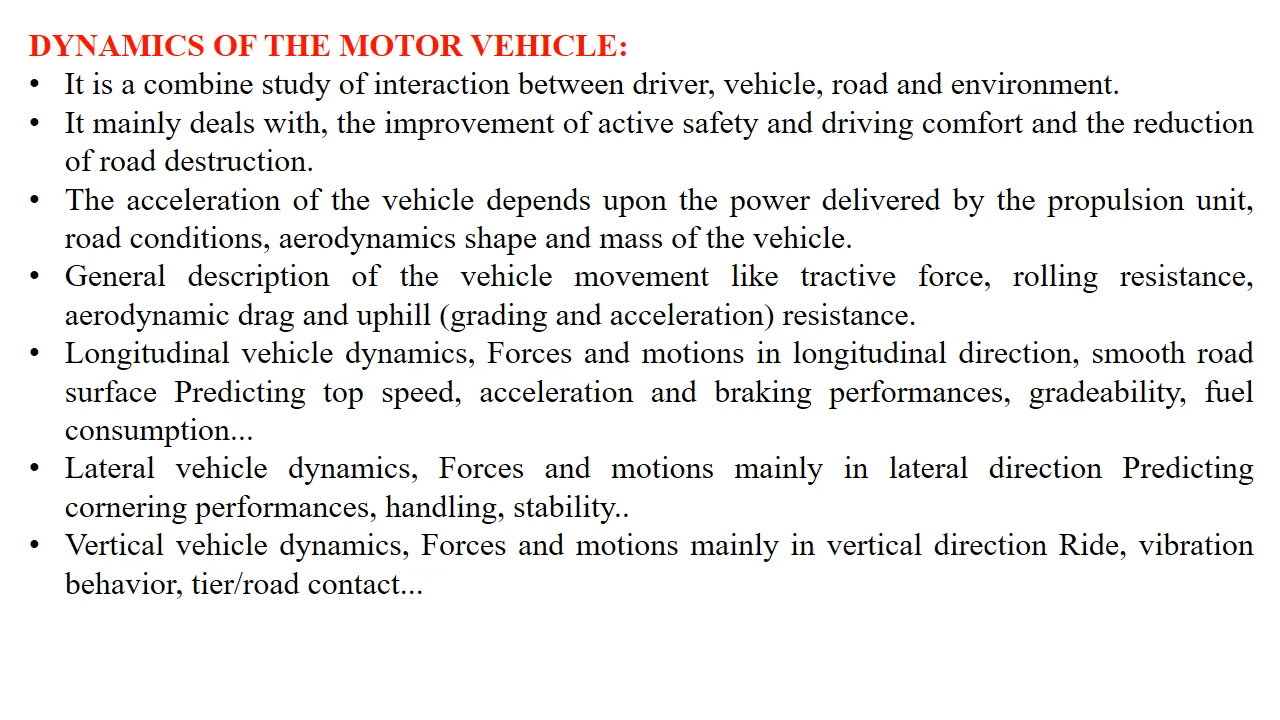 DYNAMICS OF THE MOTOR VEHICLE:
• It is a combine study of interaction between driver, vehicle, road and environment.
• It mainly deals with, the improvement of active safety and driving comfort and the reduction
of road destruction.
• The acceleration of the vehicle depends upon the power delivered by the propulsion unit,
road conditions, aerodynamics shape and mass of the vehicle.
• General description of the vehicle movement like tractive force, rolling resistance,
aerodynamic drag and uphill (grading and acceleration) resistance.
• Longitudinal vehicle dynamics, Forces and motions in longitudinal direction, smooth road
surface Predicting top speed, acceleration and braking performances, gradeability, fuel
consumption...
• Lateral vehicle dynamics, Forces and motions mainly in lateral direction Predicting
cornering performances, handling, stability..
• Vertical vehicle dynamics, Forces and motions mainly in vertical direction Ride, vibration
behavior, tier/road contact...